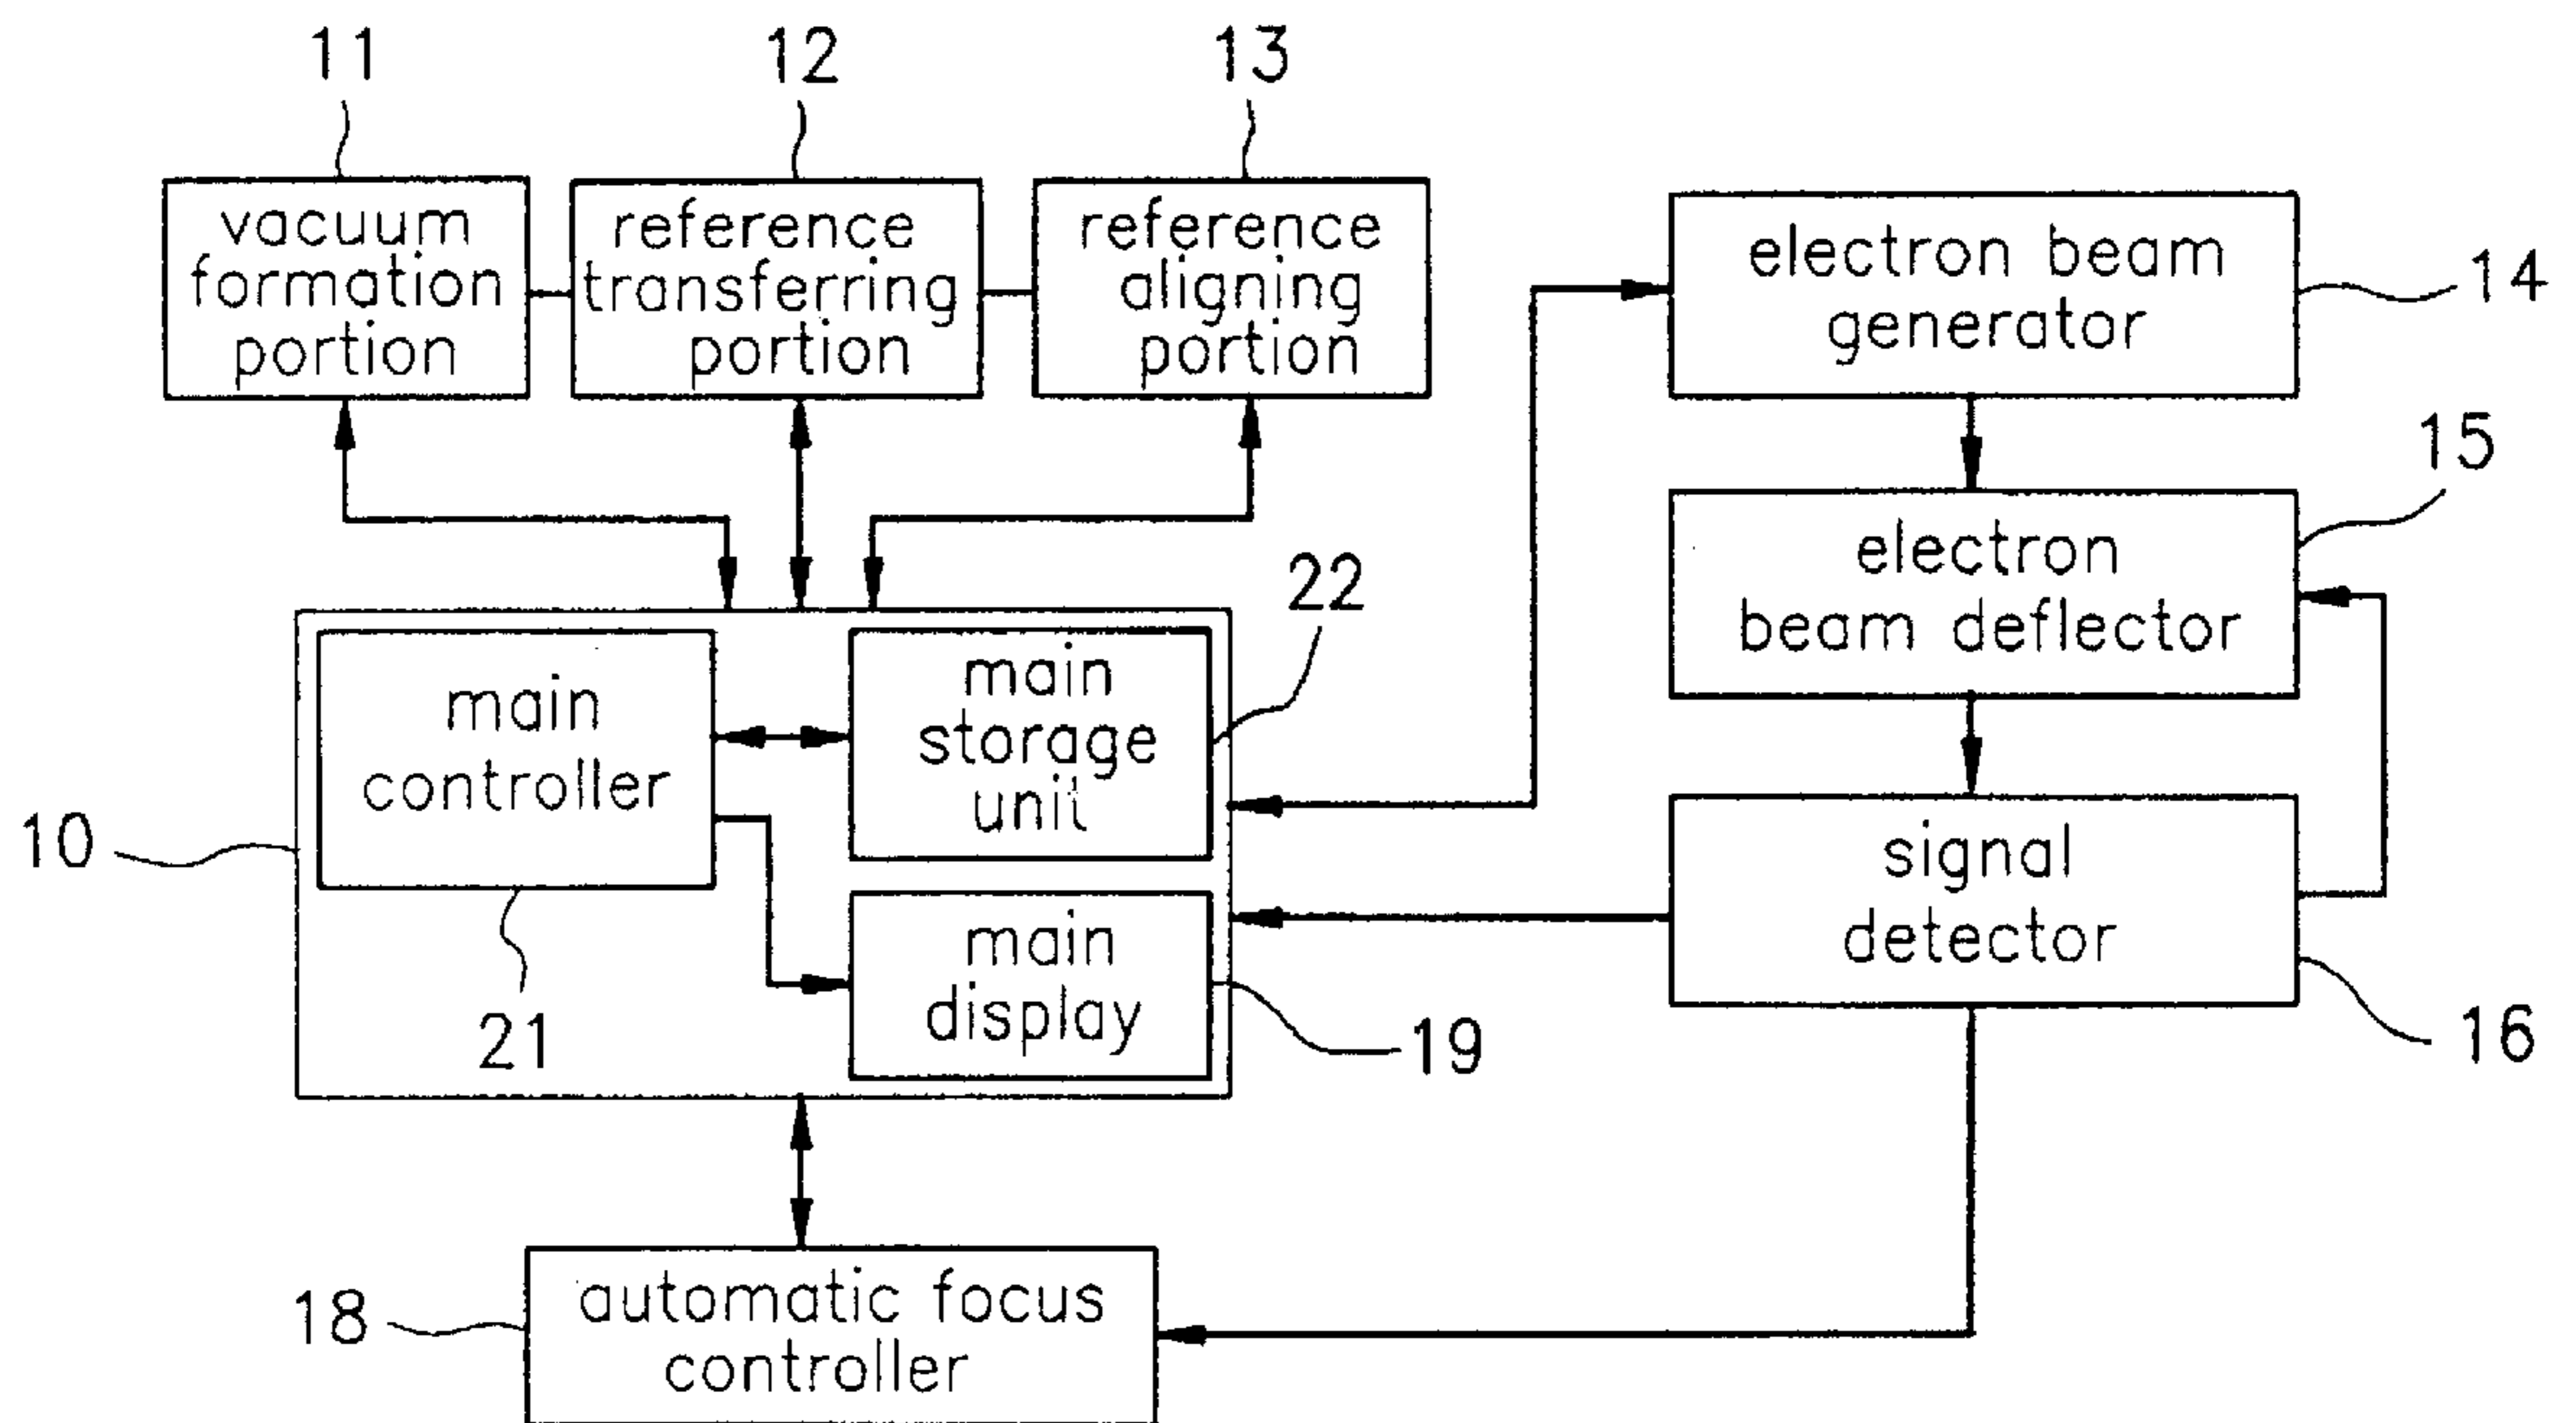 11
12
13
vacuum
formation
portion
reference
transferring
portion
reference
aligning
portion
electron beam
generator
14
15
electron
beam deflector
22
main
controller
main
storage
unit
10
21
main
display
19
signal
detector
16
18
automatic focus
controller